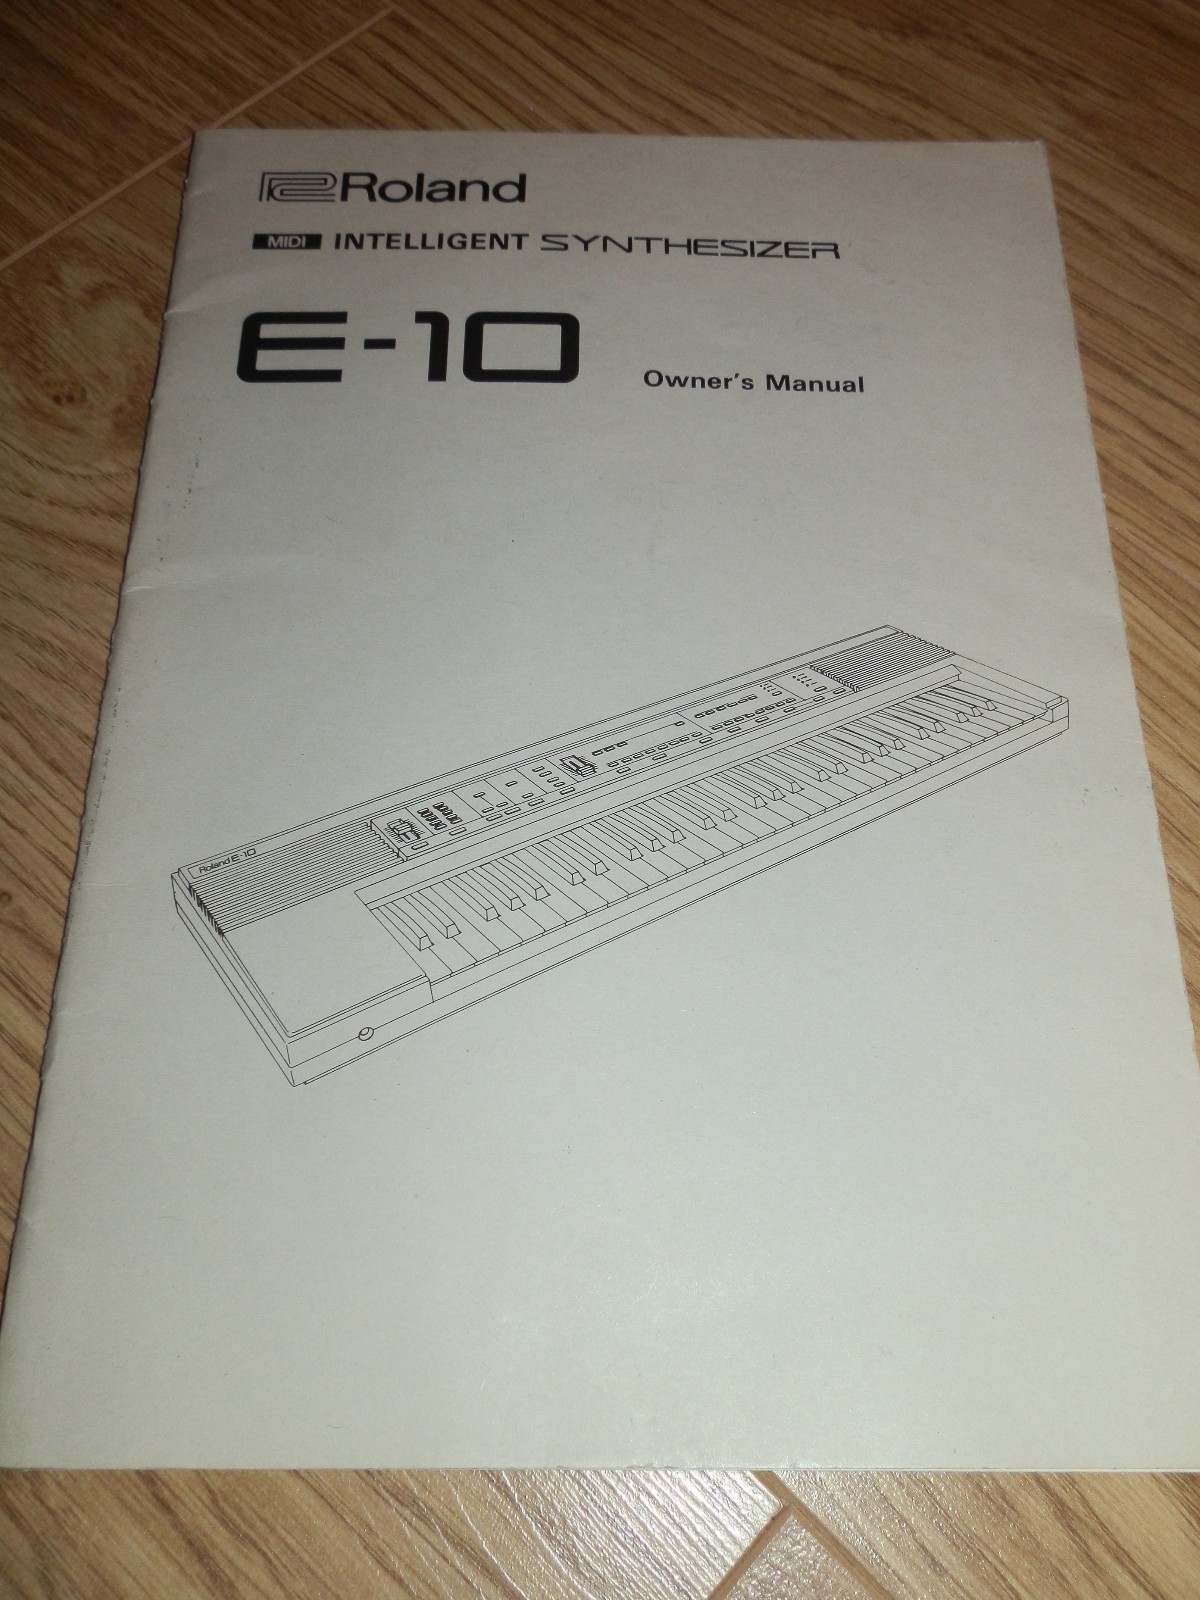 Roland
MIDI INTELLIGENT SYNTHESIZER
E-10 Owner's Manual
Roland E-10